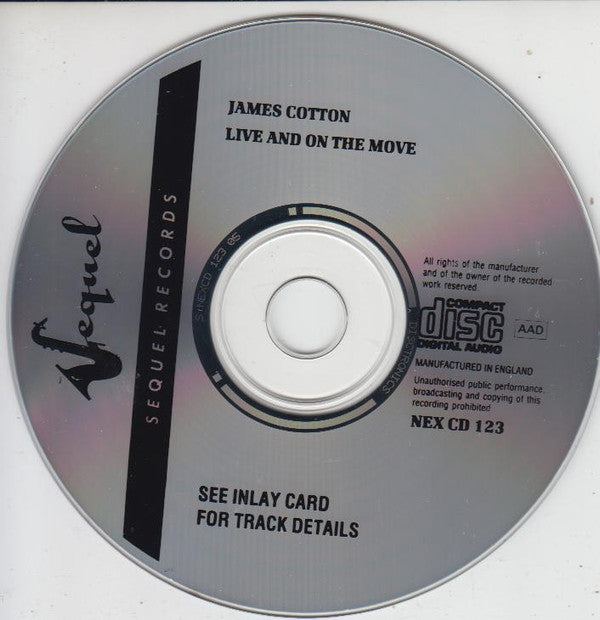 JAMES COTTON
LIVE AND ON THE MOVE
Sequel
SEQUEL RECORDS
All rights of the manufacturer
and of the owner of the recorded
work reserved.
COMPACT
disc
DIGITAL AUDIO
AAD
MANUFACTURED IN ENGLAND
Unauthorised public performance,
broadcasting and copying of this
recording prohibited
NEX CD 123
SEE INLAY CARD
FOR TRACK DETAILS